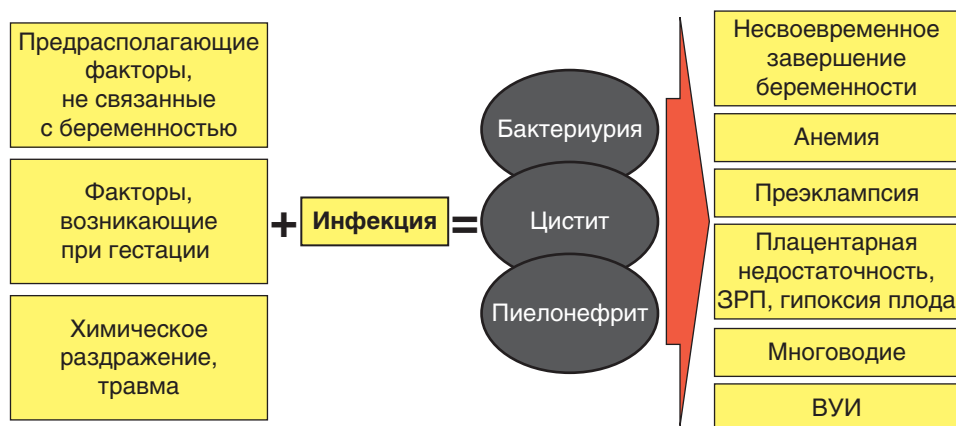 Предрасполагающие
факторы,
не связанные
с беременностью
Факторы,
возникающие
при гестации
Химическое
раздражение,
травма
+
Инфекция
=
Бактериурия
Цистит
Пиелонефрит
Несвоевременное
завершение
беременности
Анемия
Преэклампсия
Плацентарная
недостаточность,
ЗРП, гипоксия плода
Многоводие
ВУИ